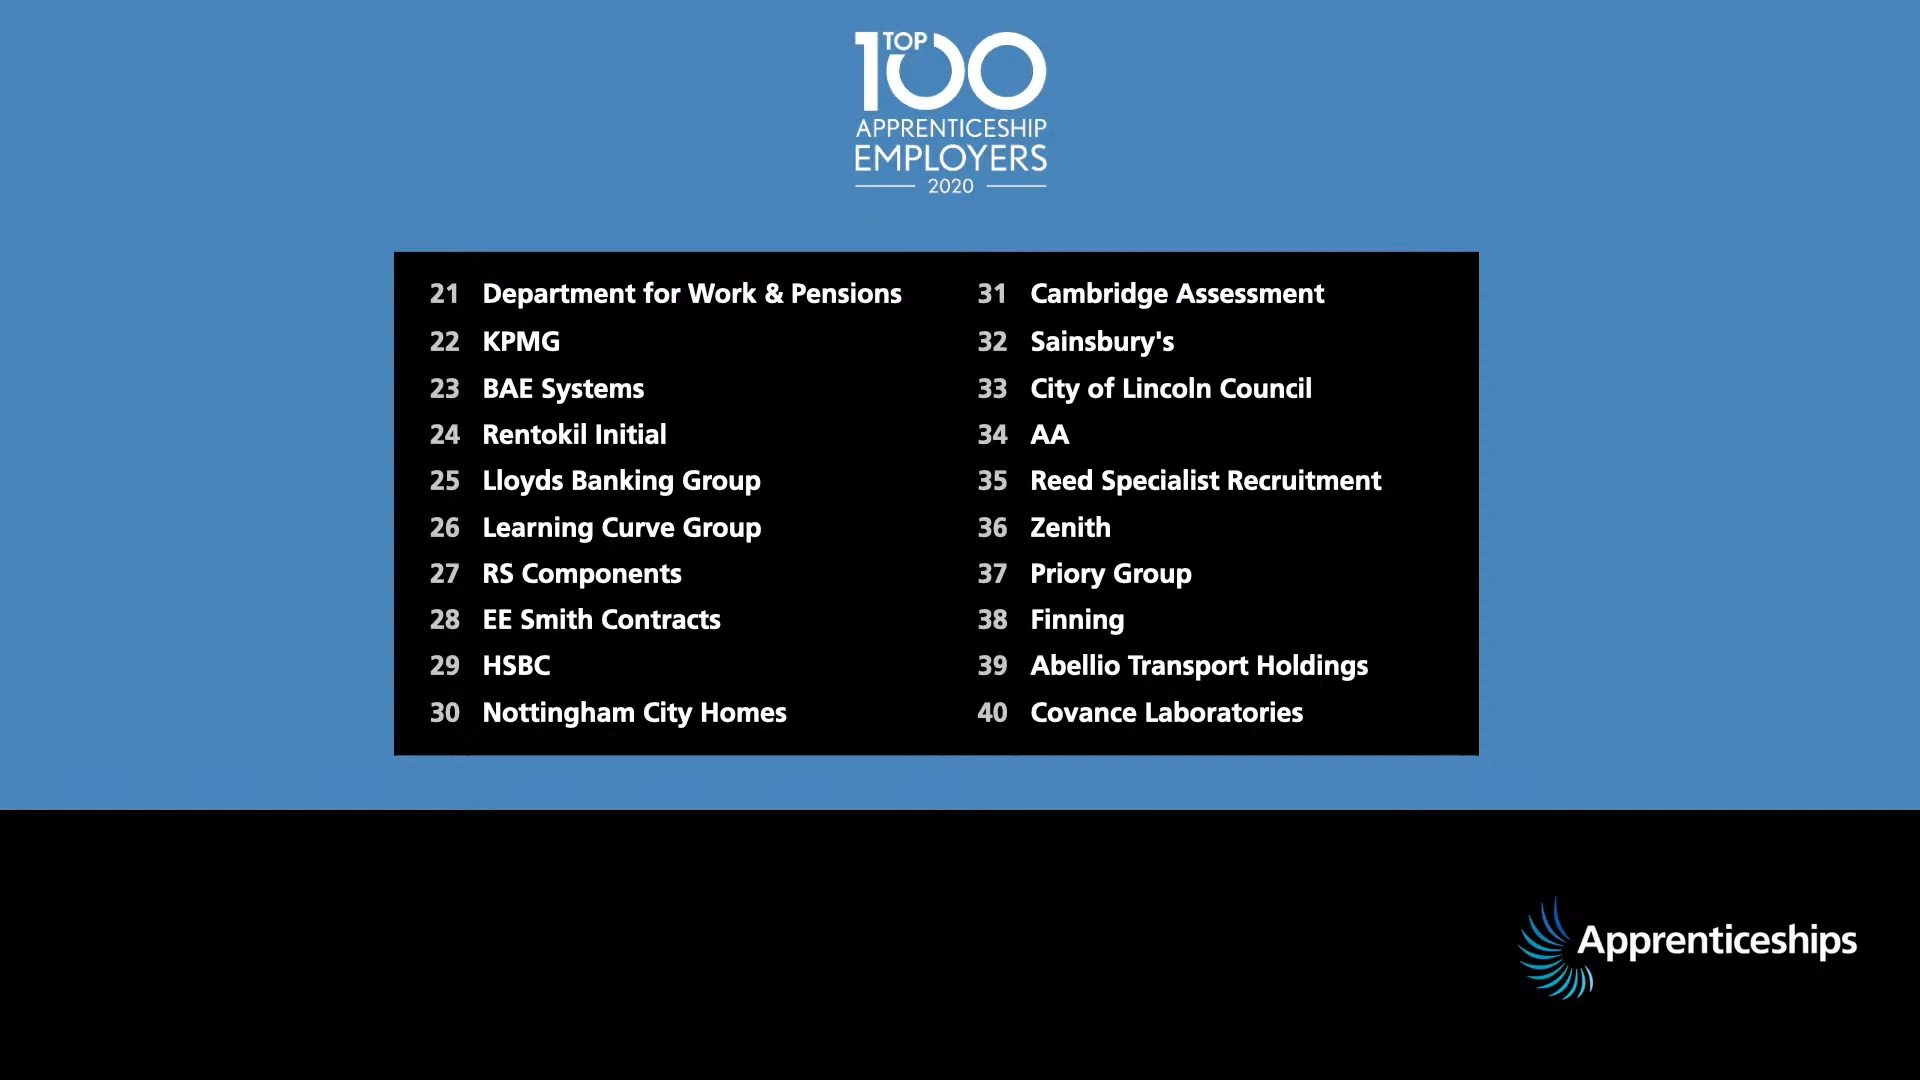 TOP
100
APPRENTICESHIP
EMPLOYERS
2020
21 Department for Work & Pensions
22 KPMG
23 BAE Systems
24 Rentokil Initial
25 Lloyds Banking Group
26 Learning Curve Group
27 RS Components
28 EE Smith Contracts
29 HSBC
30 Nottingham City Homes
31 Cambridge Assessment
32 Sainsbury's
33 City of Lincoln Council
34 AA
35 Reed Specialist Recruitment
36 Zenith
37 Priory Group
38 Finning
39 Abellio Transport Holdings
40 Covance Laboratories
Apprenticeships